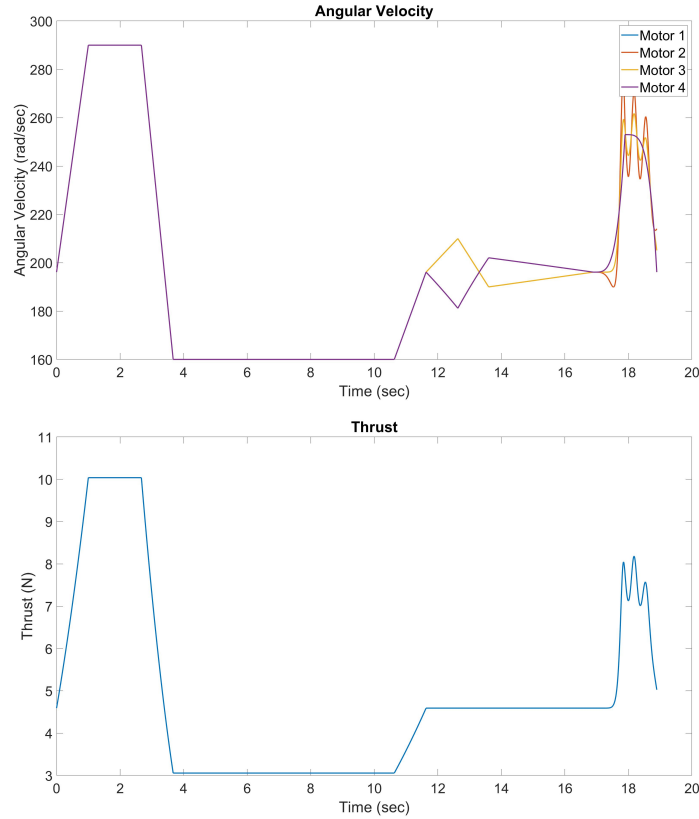 Angular Velocity
300
280
260
240
220
200
180
160
Angular Velocity (rad/sec)
Motor 1
Motor 2
Motor 3
Motor 4
0 2 4 6 8 10 12 14 16 18 20
Time (sec)
Thrust
11
10
9
8
7
6
5
4
3
Thrust (N)
0 2 4 6 8 10 12 14 16 18 20
Time (sec)